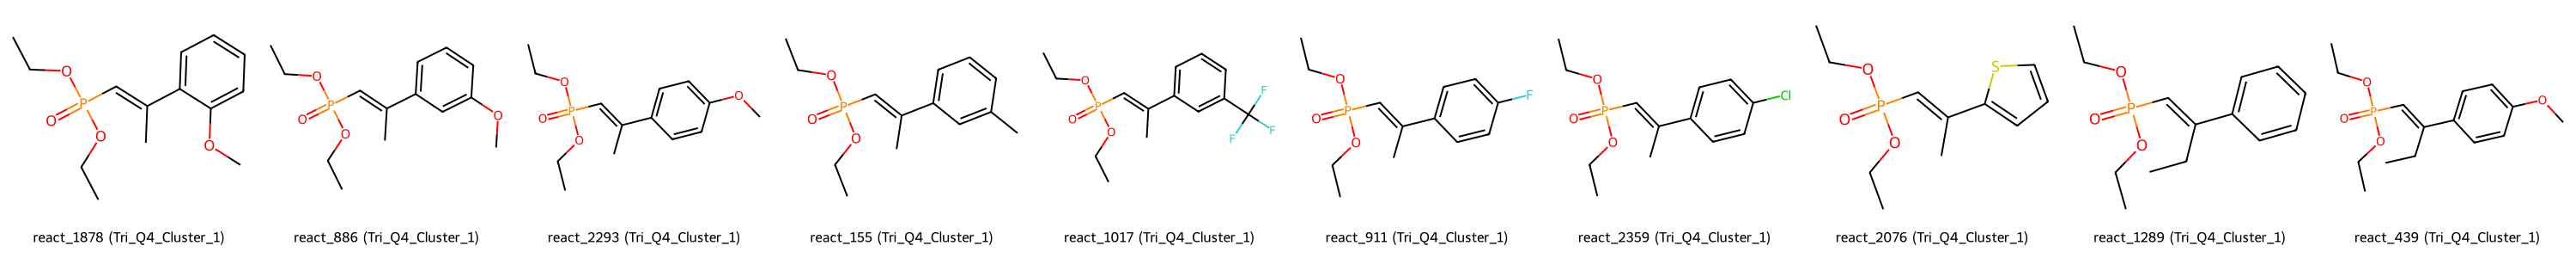 react_1878 (Tri_Q4_Cluster_1)
react_886 (Tri_Q4_Cluster_1)
react_2293 (Tri_Q4_Cluster_1)
react_155 (Tri_Q4_Cluster_1)
react_1017 (Tri_Q4_Cluster_1)
react_911 (Tri_Q4_Cluster_1)
react_2359 (Tri_Q4_Cluster_1)
react_2076 (Tri_Q4_Cluster_1)
react_1289 (Tri_Q4_Cluster_1)
react_439 (Tri_Q4_Cluster_1)
O
P
O
O
O
O
P
O
O
O
O
P
O
O
O
O
P
O
O
O
P
O
O
F
F
F
O
P
O
O
F
O
P
O
O
Cl
O
P
O
O
S
O
P
O
O
O
P
O
O
O